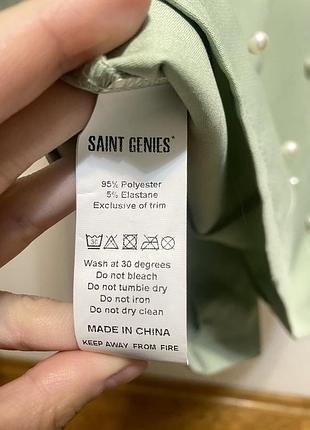 SAINT GENIES*
95% Polyester
5% Elastane
Exclusive of trim
30
Wash at 30 degrees
Do not bleach
Do not tumble dry
Do not iron
Do not dry clean
MADE IN CHINA
KEEP AWAY FROM FIRE